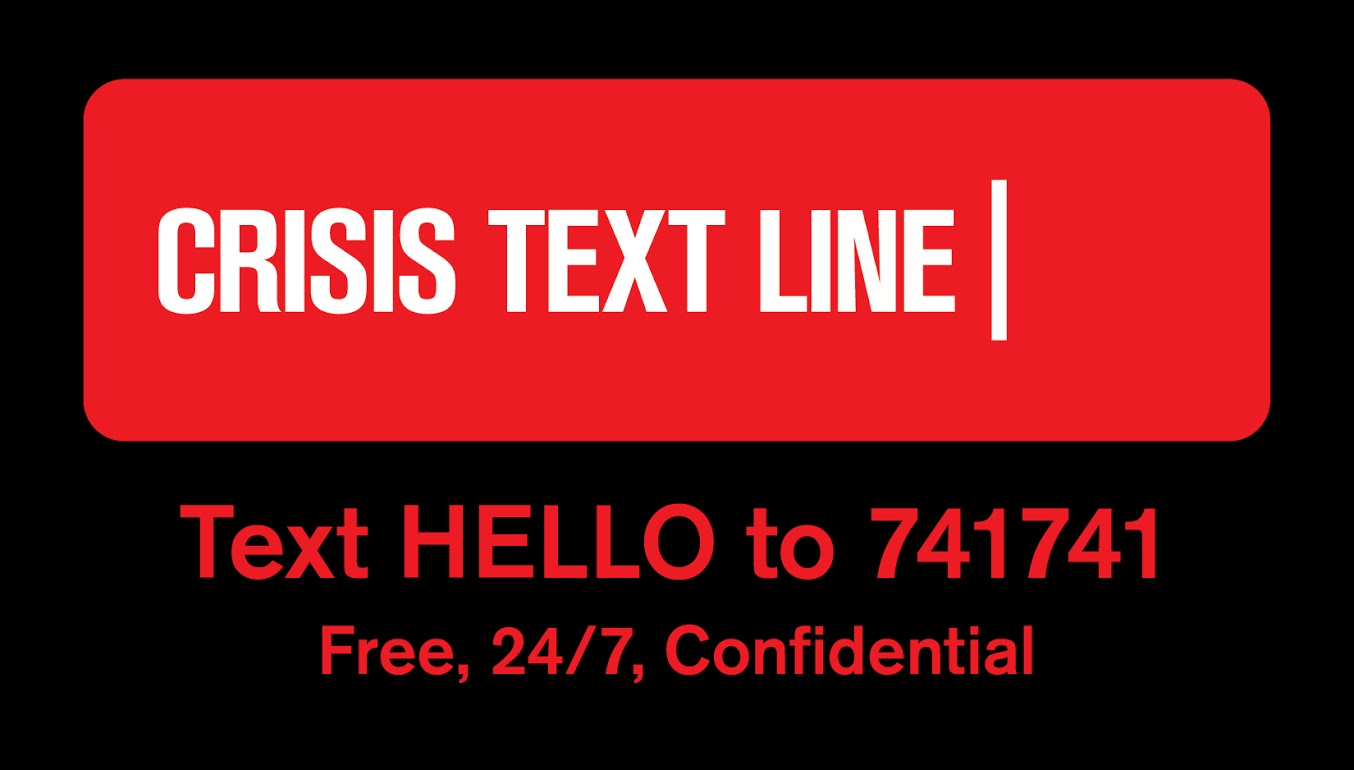 CRISIS TEXT LINE |
Text HELLO to 741741
Free, 24/7, Confidential